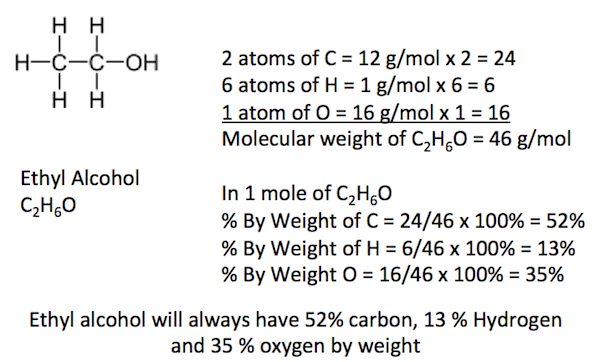 H H
H–C–C–OH
H H
2 atoms of C = 12 g/mol x 2 = 24
6 atoms of H = 1 g/mol x 6 = 6
1 atom of O = 16 g/mol x 1 = 16
Molecular weight of C₂H₆O = 46 g/mol
Ethyl Alcohol
C₂H₆O
In 1 mole of C₂H₆O
% By Weight of C = 24/46 x 100% = 52%
% By Weight of H = 6/46 x 100% = 13%
% By Weight O = 16/46 x 100% = 35%
Ethyl alcohol will always have 52% carbon, 13 % Hydrogen
and 35 % oxygen by weight